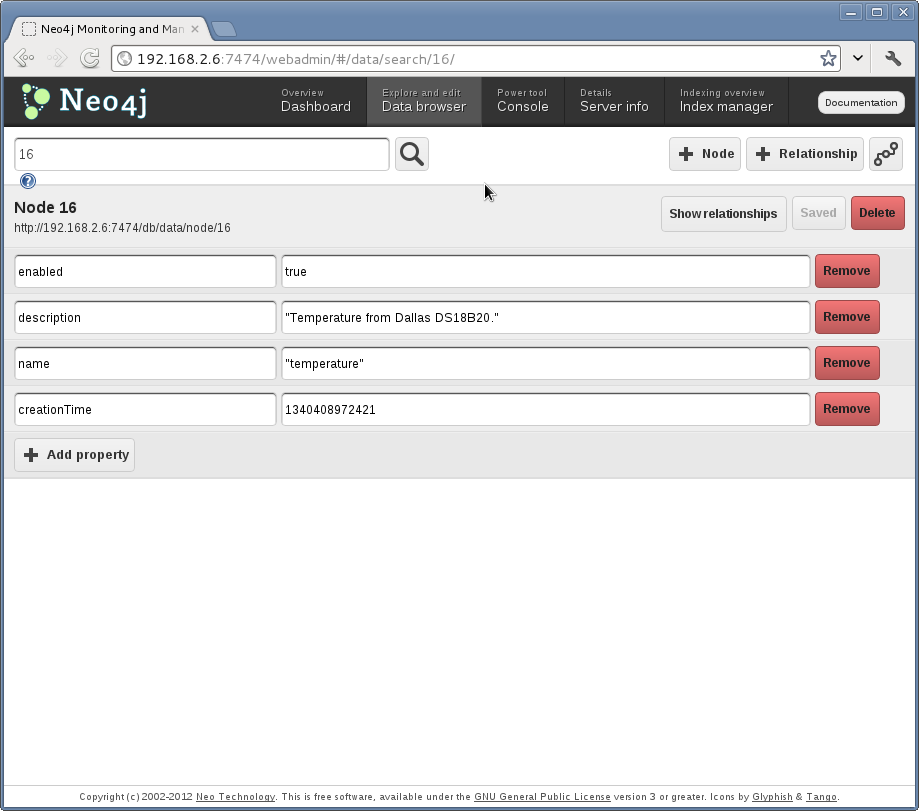 Neo4j Monitoring and Man
192.168.2.6:7474/webadmin/#/data/search/16/
Neo4j
Overview
Dashboard
Explore and edit
Data browser
Power tool
Console
Details
Server info
Indexing overview
Index manager
Documentation
16
Node
Relationship
?
Node 16
http://192.168.2.6:7474/db/data/node/16
Show relationships
Saved
Delete
enabled
true
Remove
description
"Temperature from Dallas DS18B20."
Remove
name
"temperature"
Remove
creationTime
1340408972421
Remove
Add property
Copyright (c) 2002-2012 Neo Technology. This is free software, available under the GNU General Public License version 3 or greater. Icons by Glyphish & Tango.